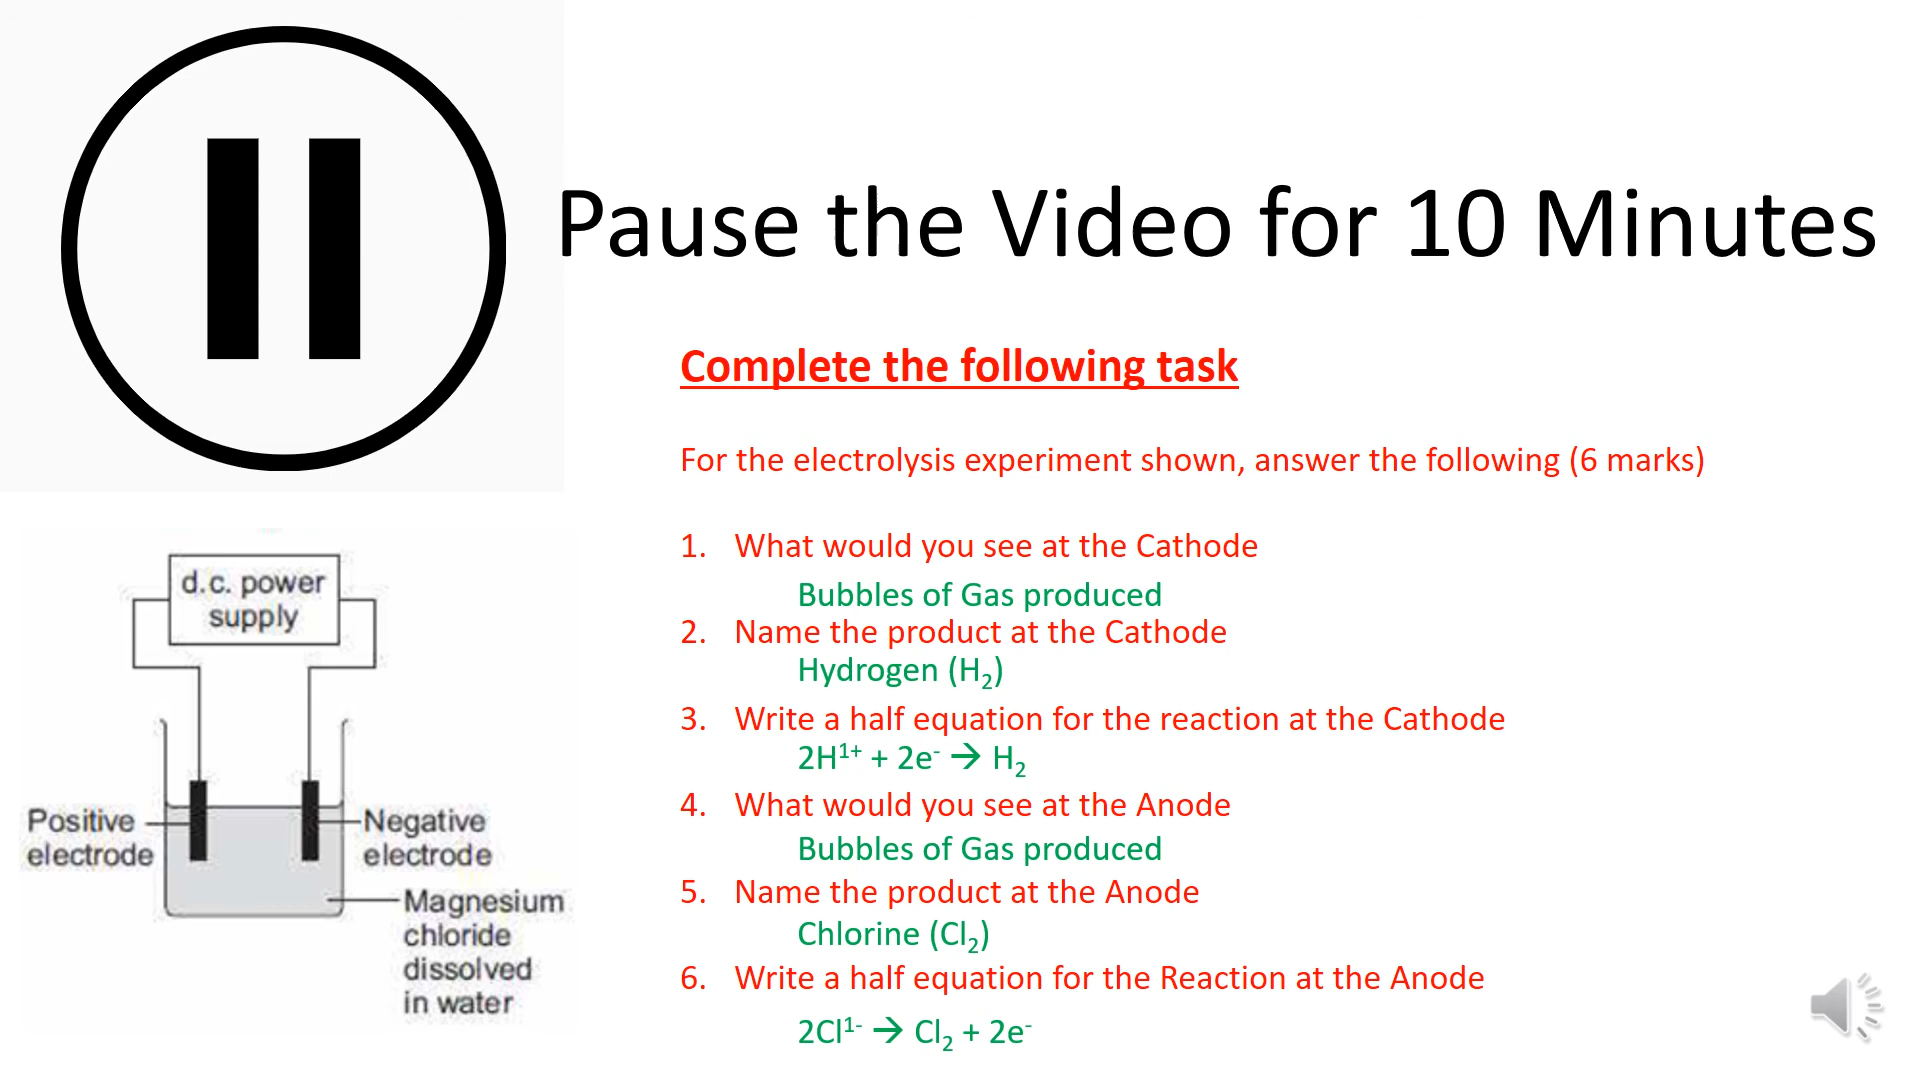 Pause the Video for 10 Minutes
Complete the following task
For the electrolysis experiment shown, answer the following (6 marks)
1. What would you see at the Cathode
Bubbles of Gas produced
2. Name the product at the Cathode
Hydrogen (H₂)
3. Write a half equation for the reaction at the Cathode
2H¹⁺ + 2e⁻ → H₂
4. What would you see at the Anode
Bubbles of Gas produced
5. Name the product at the Anode
Chlorine (Cl₂)
6. Write a half equation for the Reaction at the Anode
2Cl¹⁻ → Cl₂ + 2e⁻
d.c. power
supply
Positive
electrode
Negative
electrode
Magnesium
chloride
dissolved
in water